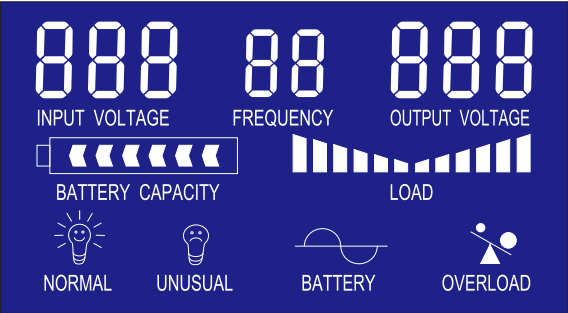 888 88 888
INPUT VOLTAGE FREQUENCY OUTPUT VOLTAGE
BATTERY CAPACITY LOAD
NORMAL UNUSUAL BATTERY OVERLOAD